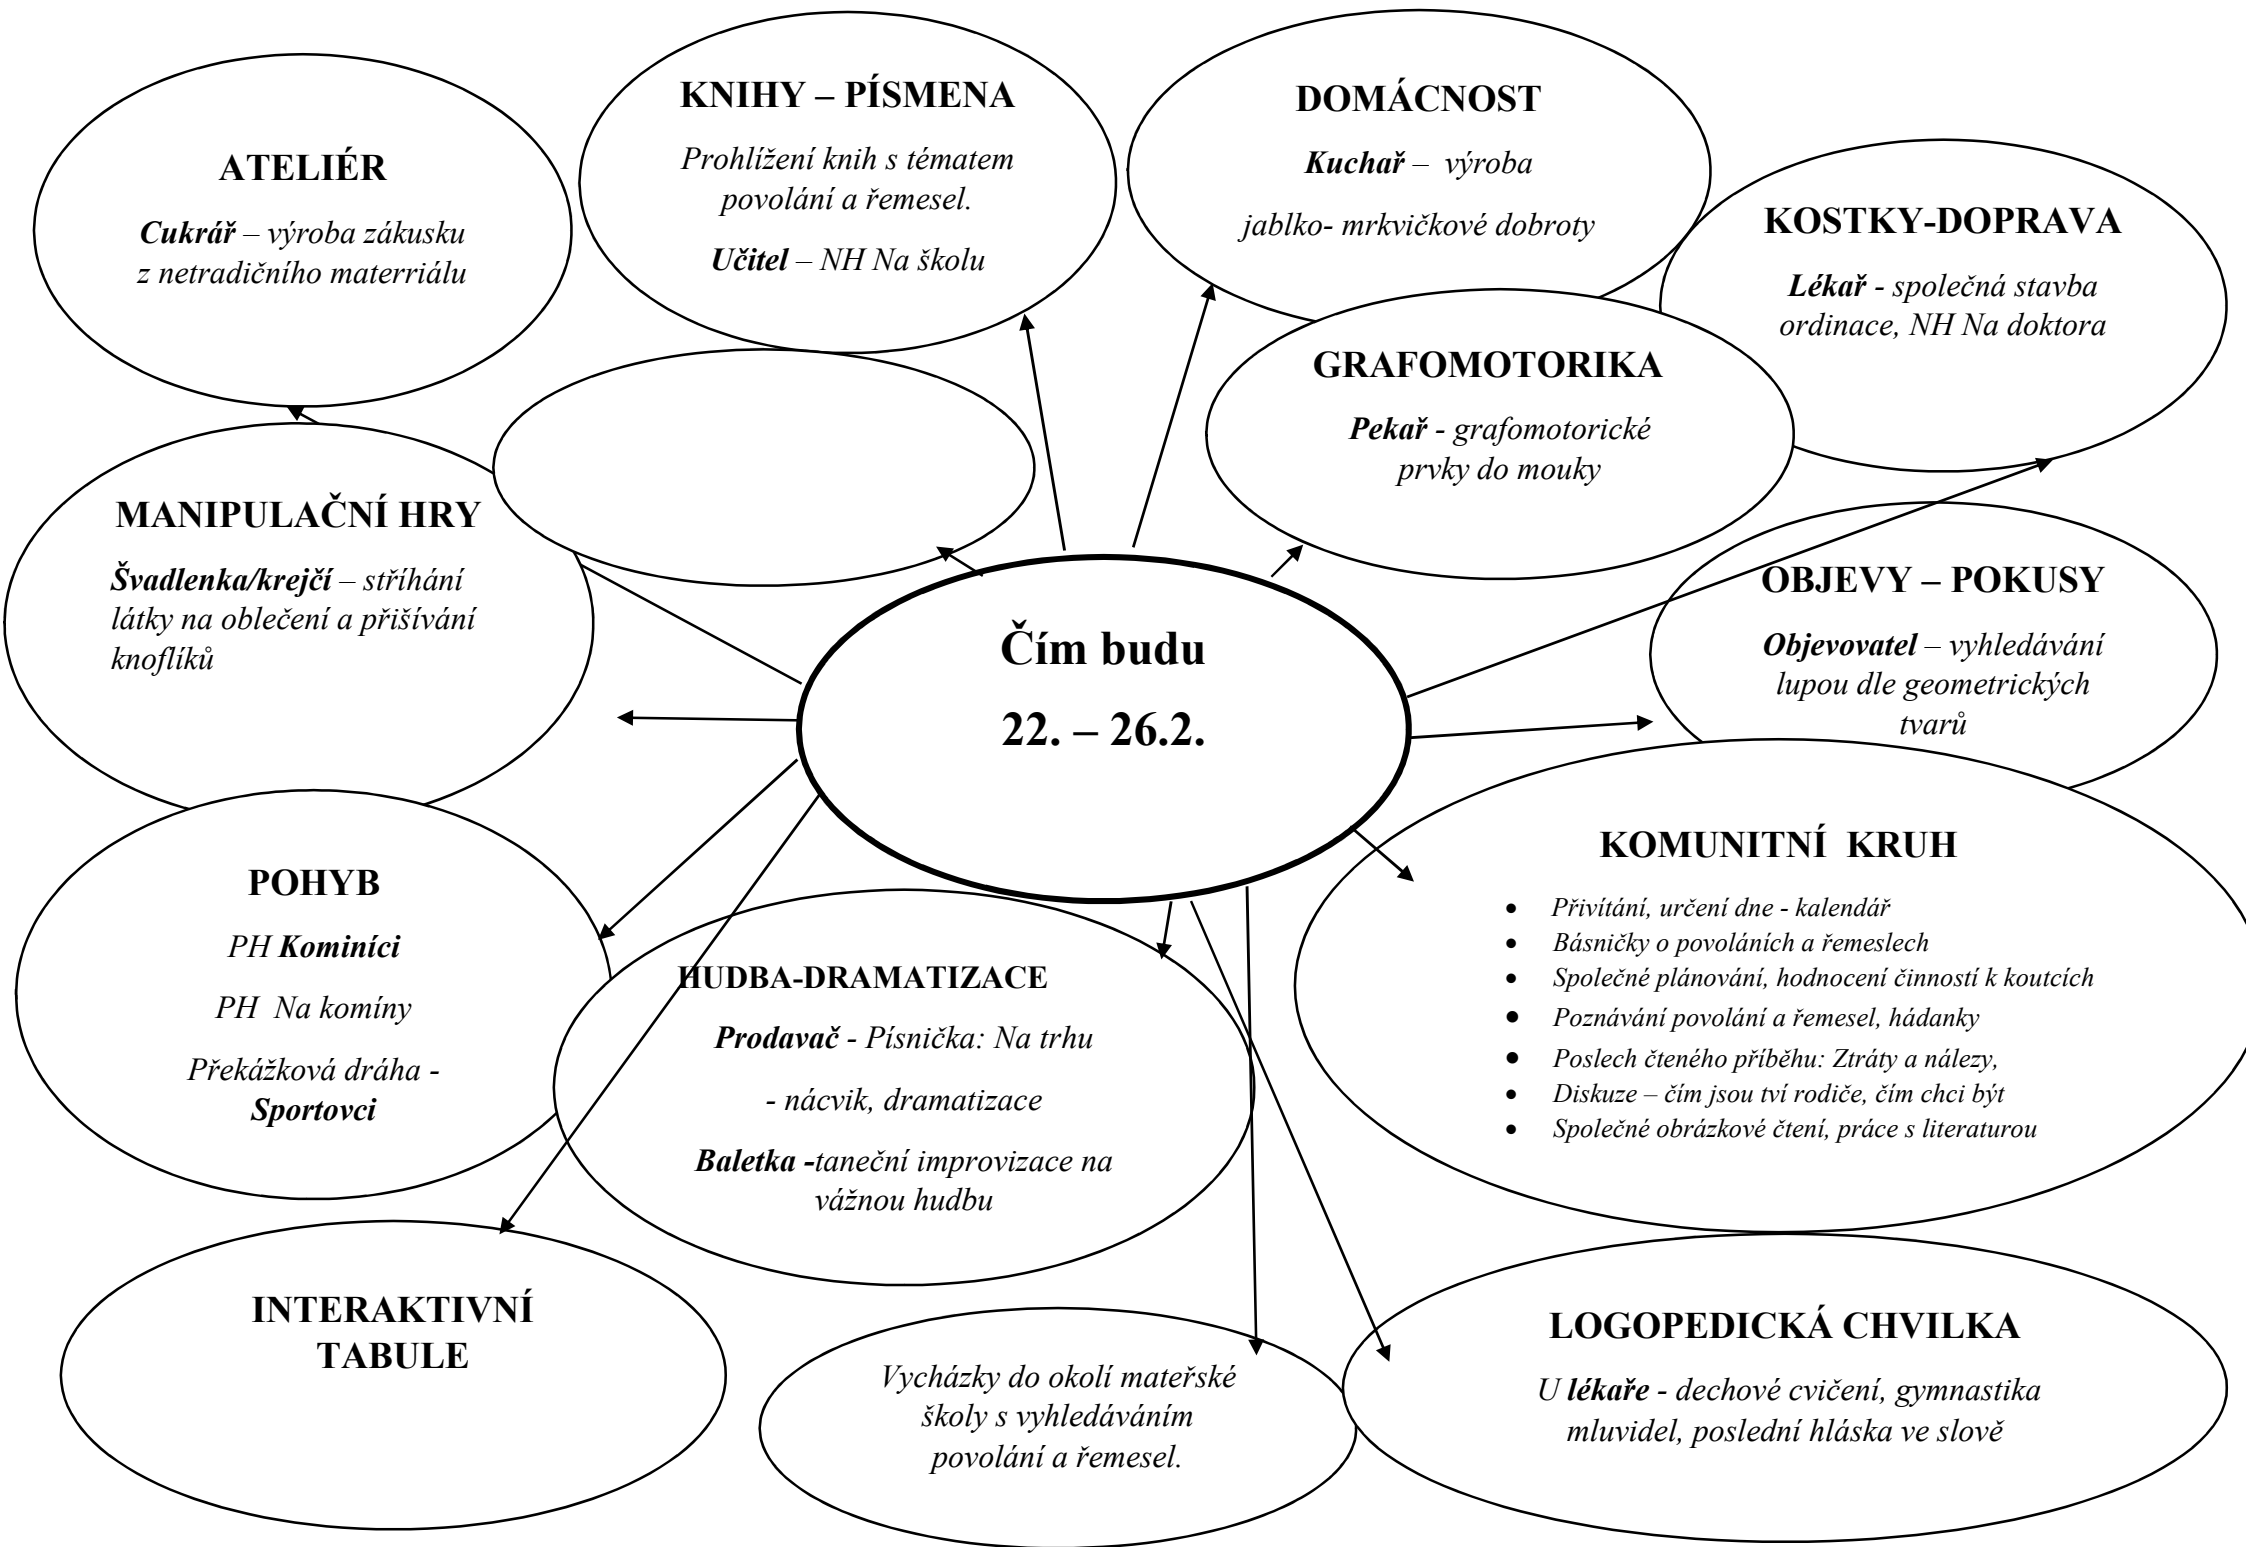 ATELIÉR
Cukrář – výroba zákusku
z netradičního materriálu
KNIHY – PÍSMENA
Prohlížení knih s tématem
povolání a řemesel.
Učitel – NH Na školu
DOMÁCNOST
Kuchař – výroba
jablko- mrkvičkové dobroty
KOSTKY-DOPRAVA
Lékař - společná stavba
ordinace, NH Na doktora
GRAFOMOTORIKA
Pekař - grafomotorické
prvky do mouky
MANIPULAČNÍ HRY
Švadlenka/krejčí – stříhání
látky na oblečení a přišívání
knoflíků
Čím budu
22. – 26.2.
OBJEVY – POKUSY
Objevovatel – vyhledávání
lupou dle geometrických
tvarů
POHYB
PH Kominíci
PH Na komíny
Překážková dráha -
Sportovci
HUDBA-DRAMATIZACE
Prodavač - Písnička: Na trhu
- nácvik, dramatizace
Baletka -taneční improvizace na
vážnou hudbu
KOMUNITNÍ KRUH
• Přivítání, určení dne - kalendář
• Básničky o povoláních a řemeslech
• Společné plánování, hodnocení činností k koutcích
• Poznávání povolání a řemesel, hádanky
• Poslech čteného příběhu: Ztráty a nálezy,
• Diskuze – čím jsou tví rodiče, čím chci být
• Společné obrázkové čtení, práce s literaturou
INTERAKTIVNÍ
TABULE
Vycházky do okolí mateřské
školy s vyhledáváním
povolání a řemesel.
LOGOPEDICKÁ CHVILKA
U lékaře - dechové cvičení, gymnastika
mluvidel, poslední hláska ve slově